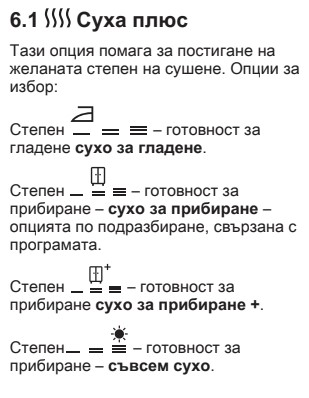 6.1 Суха плюс
Тази опция помага за постигане на
желаната степен на сушене. Опции за
избор:
Степен – готовност за
гладене сухо за гладене.
Степен – готовност за
прибиране – сухо за прибиране –
опцията по подразбиране, свързана с
програмата.
Степен – готовност за
прибиране сухо за прибиране +.
Степен – готовност за
прибиране – съвсем сухо.